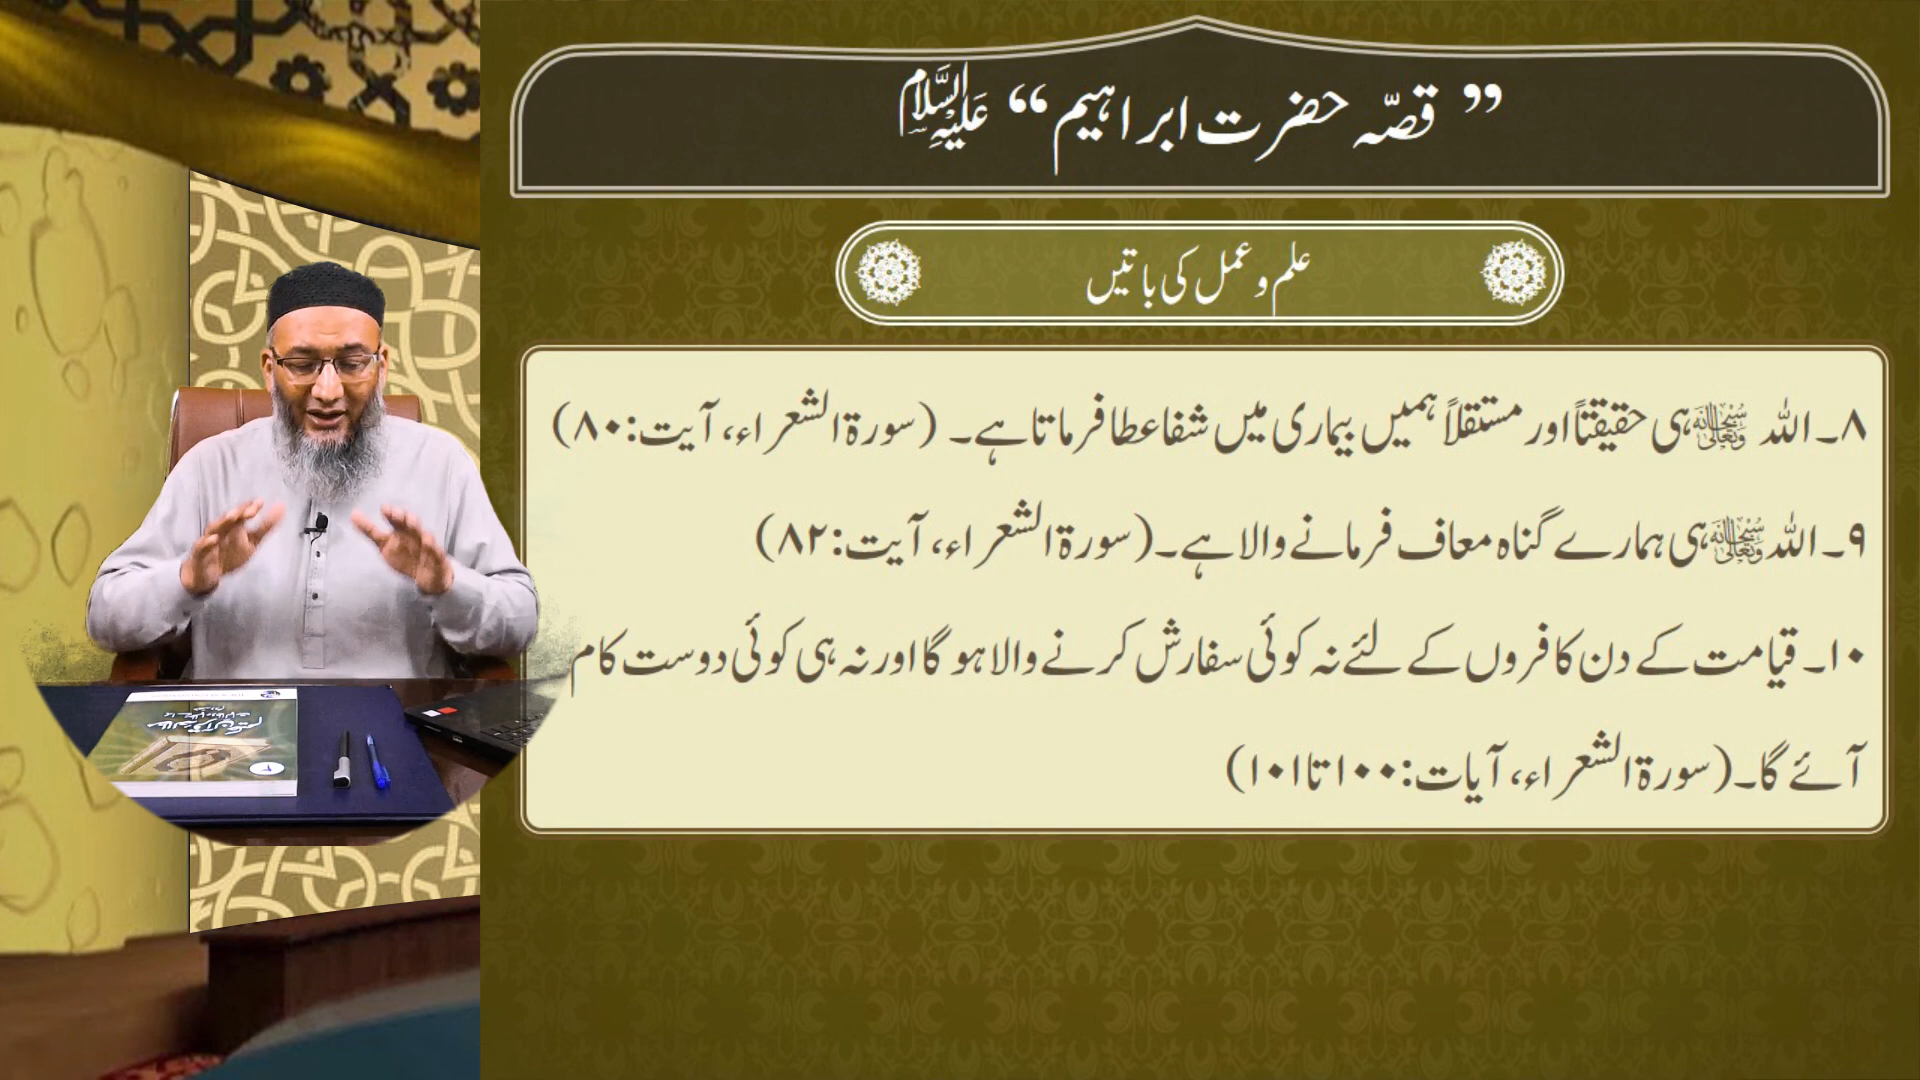 ” قصّہ حضرت ابراہیم “ علیہ السلام
علم و عمل کی باتیں
۸۔ اللہ سبحانہ وتعالیٰ ہی حقیقتاً اور مستقلاً ہمیں بیماری میں شفا عطا فرماتا ہے۔ (سورۃ الشعراء، آیت: ۸۰)
۹۔ اللہ سبحانہ وتعالیٰ ہی ہمارے گناہ معاف فرمانے والا ہے۔ (سورۃ الشعراء، آیت: ۸۲)
۱۰۔ قیامت کے دن کافروں کے لئے نہ کوئی سفارش کرنے والا ہو گا اور نہ ہی کوئی دوست کام
آئے گا۔ (سورۃ الشعراء، آیات: ۱۰۰ تا ۱۰۱)